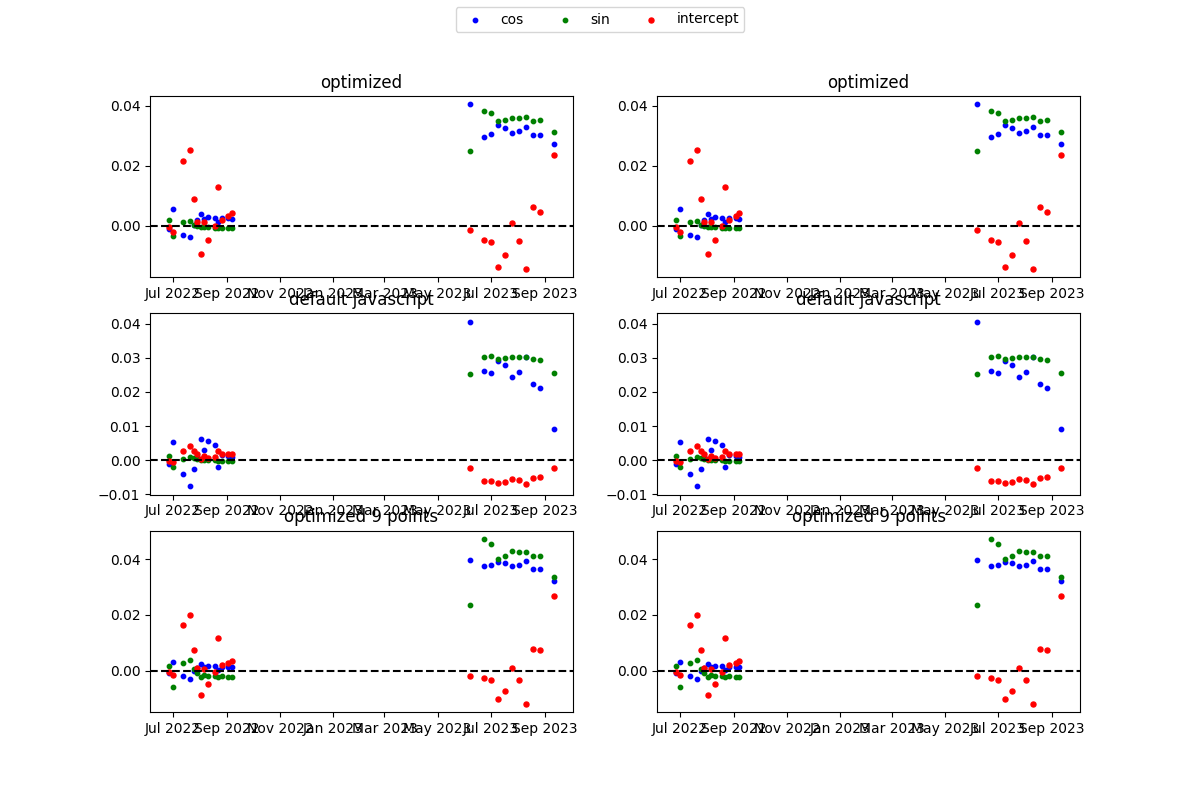 cos sin intercept
optimized optimized
0.04 0.04
0.02 0.02
0.00 0.00
Jul 2022 Sep 2022 Nov 2022 Jan 2023 Mar 2023 May 2023 Jul 2023 Sep 2023 Jul 2022 Sep 2022 Nov 2022 Jan 2023 Mar 2023 May 2023 Jul 2023 Sep 2023
default javascript default javascript
0.04 0.04
0.03 0.03
0.02 0.02
0.01 0.01
0.00 0.00
−0.01 −0.01
Jul 2022 Sep 2022 Nov 2022 Jan 2023 Mar 2023 May 2023 Jul 2023 Sep 2023 Jul 2022 Sep 2022 Nov 2022 Jan 2023 Mar 2023 May 2023 Jul 2023 Sep 2023
optimized 9 points optimized 9 points
0.04 0.04
0.02 0.02
0.00 0.00
Jul 2022 Sep 2022 Nov 2022 Jan 2023 Mar 2023 May 2023 Jul 2023 Sep 2023 Jul 2022 Sep 2022 Nov 2022 Jan 2023 Mar 2023 May 2023 Jul 2023 Sep 2023